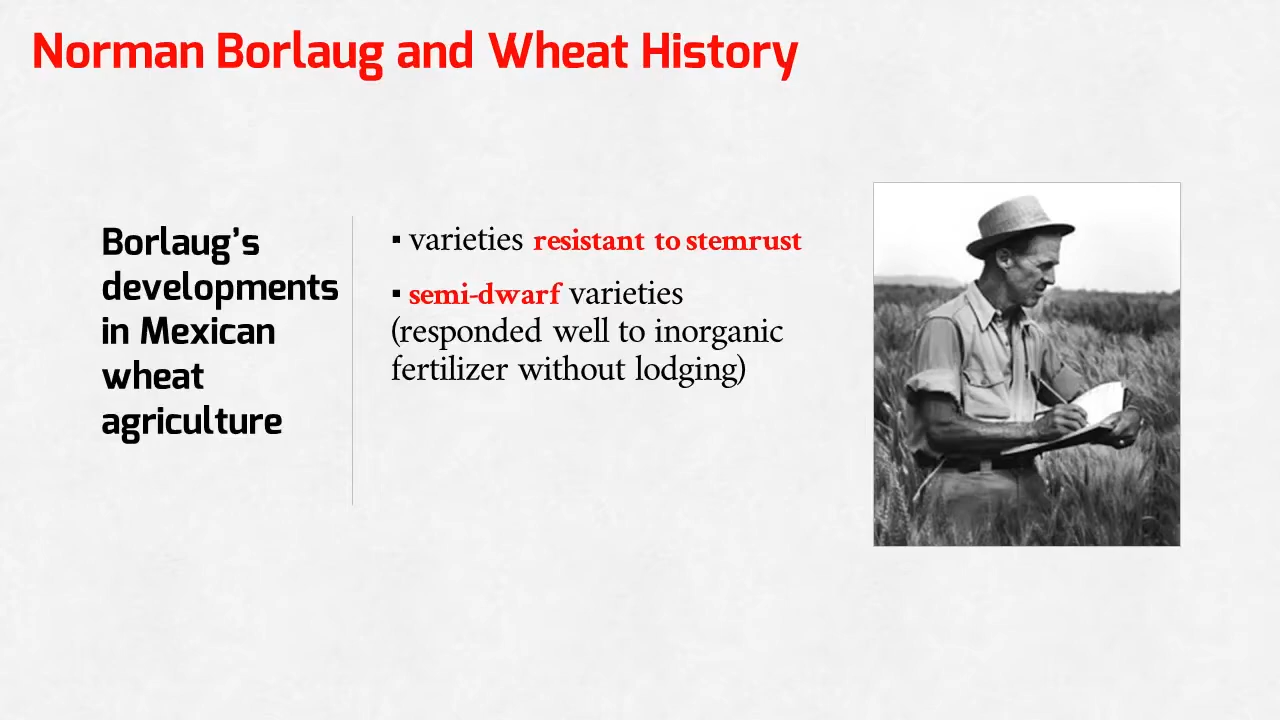 Norman Borlaug and Wheat History
Borlaug’s
developments
in Mexican
wheat
agriculture
▪ varieties resistant to stemrust
▪ semi-dwarf varieties
(responded well to inorganic
fertilizer without lodging)